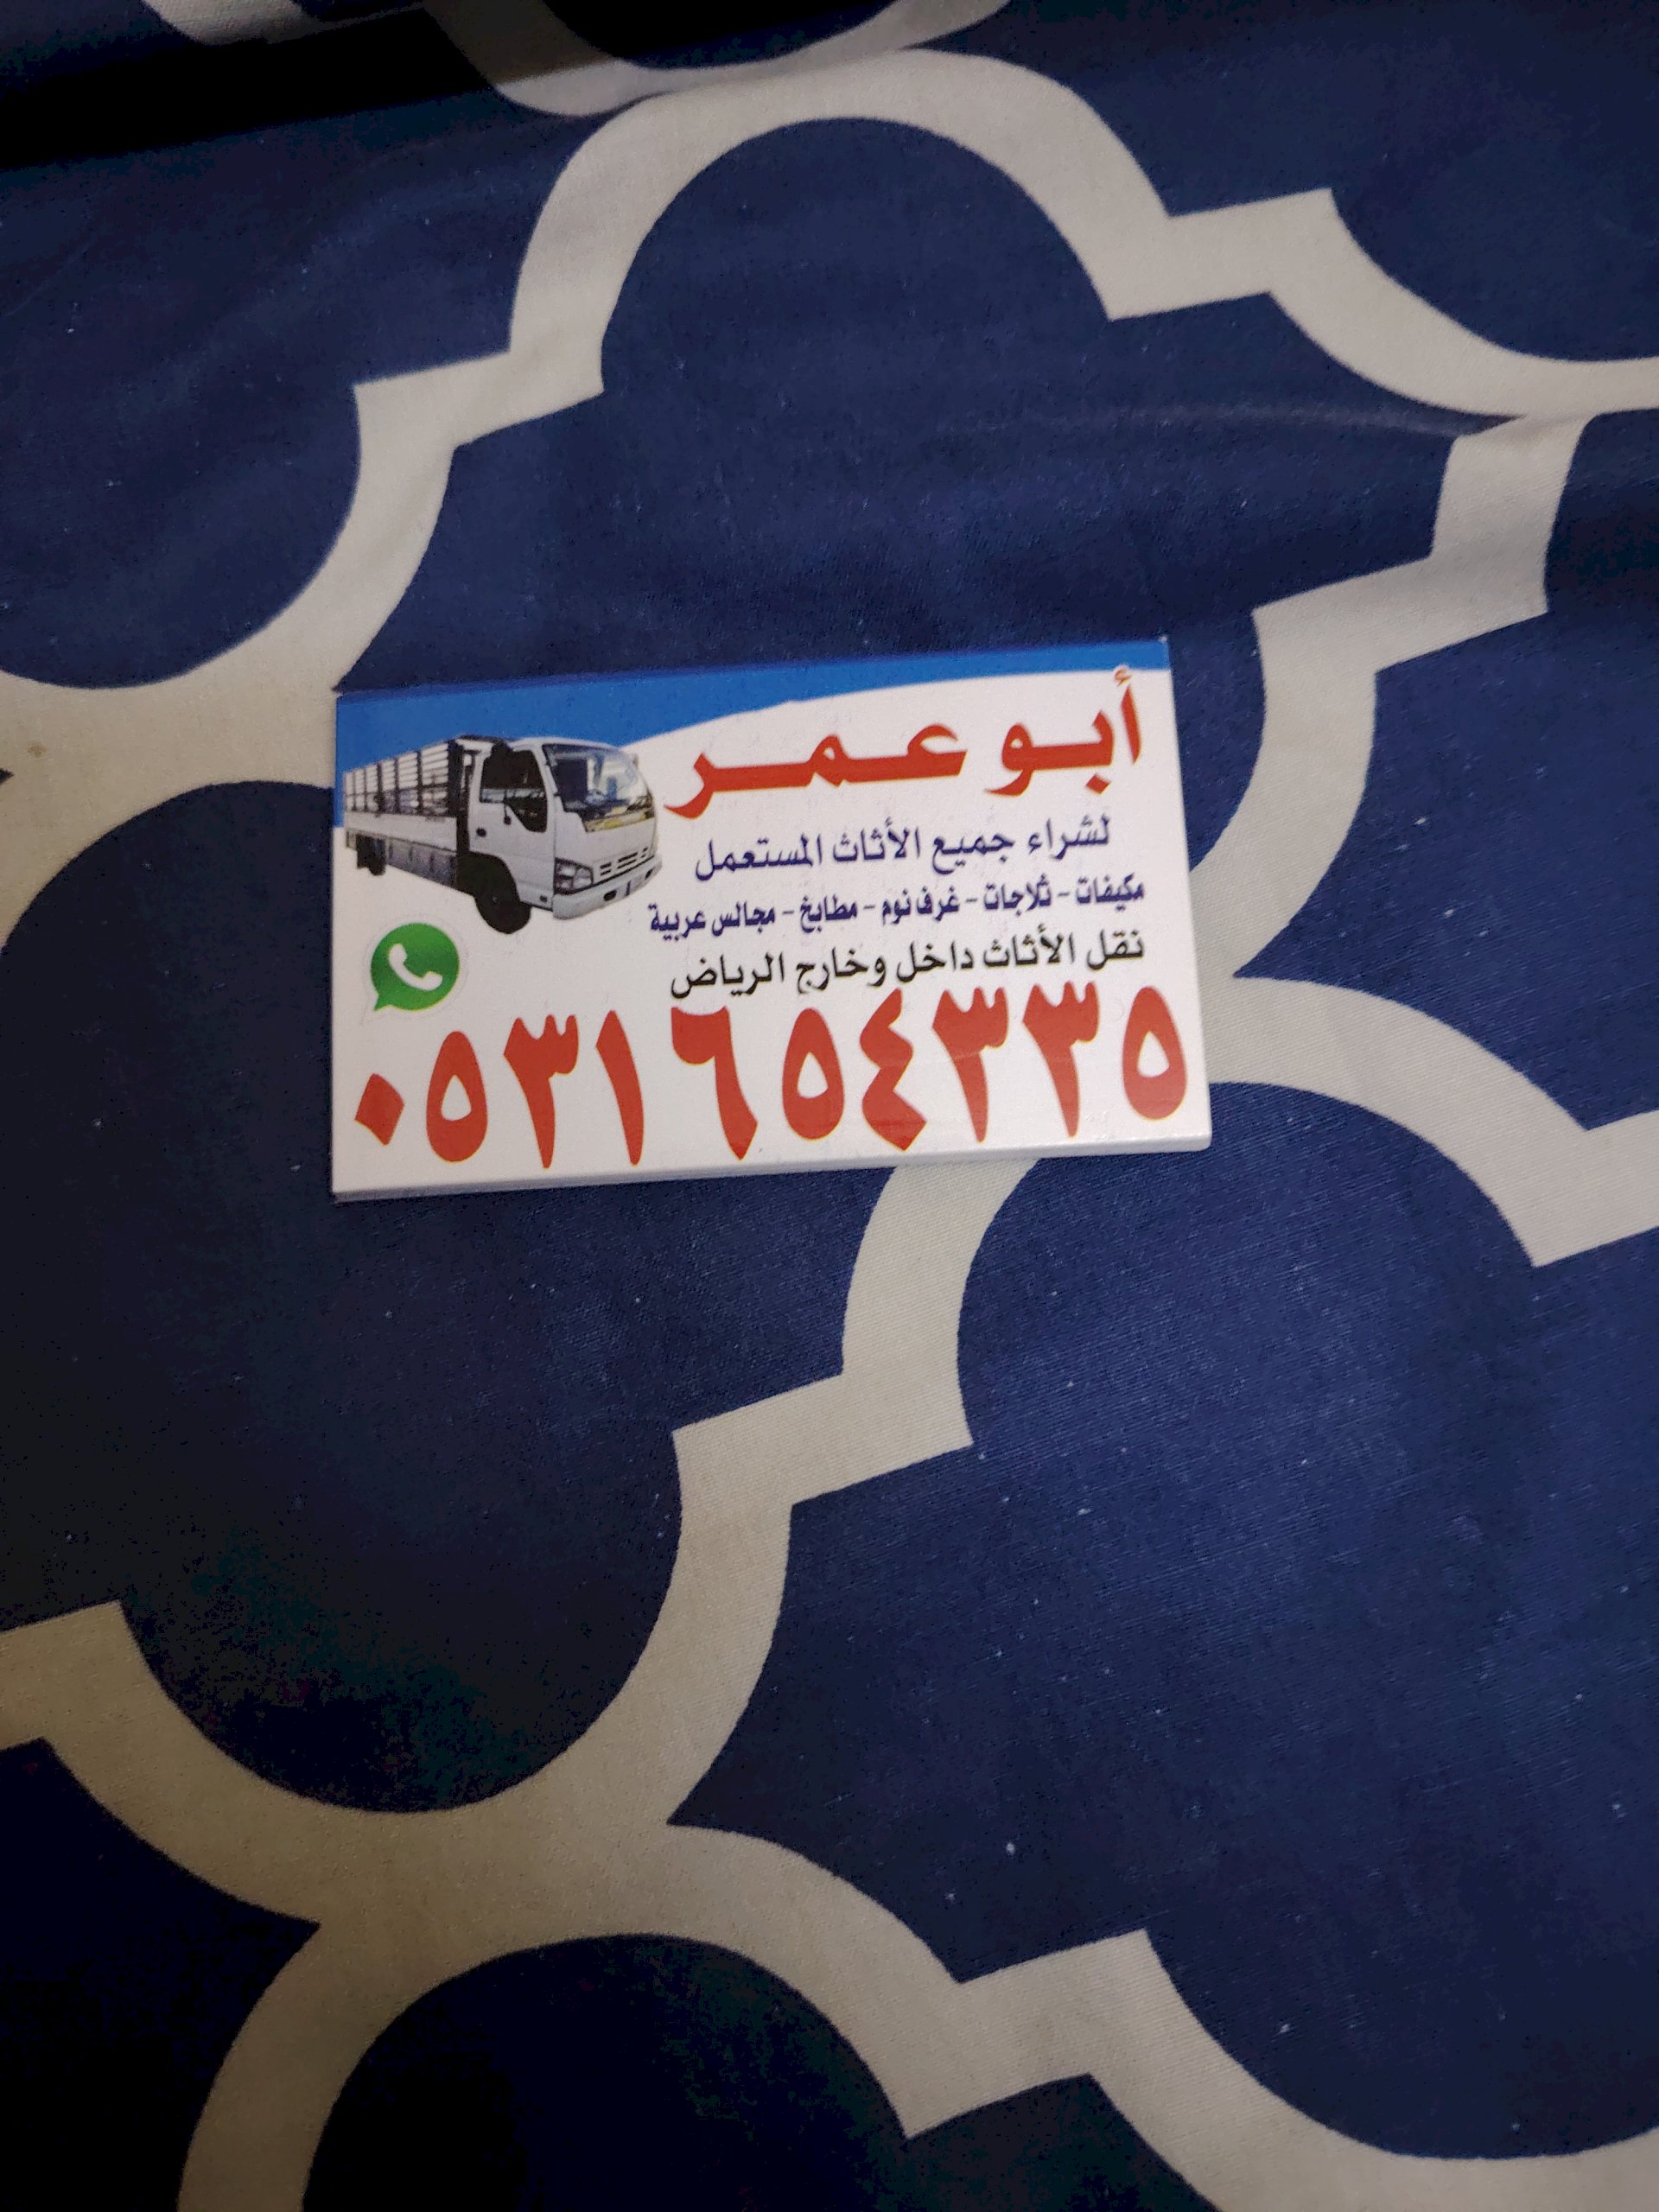 أبو عمر
لشراء جميع الأثاث المستعمل
مكيفات - ثلاجات - غرف نوم - مطابخ - مجالس عربية
نقل الأثاث داخل وخارج الرياض
٠٥٣١٦٥٤٣٣٥